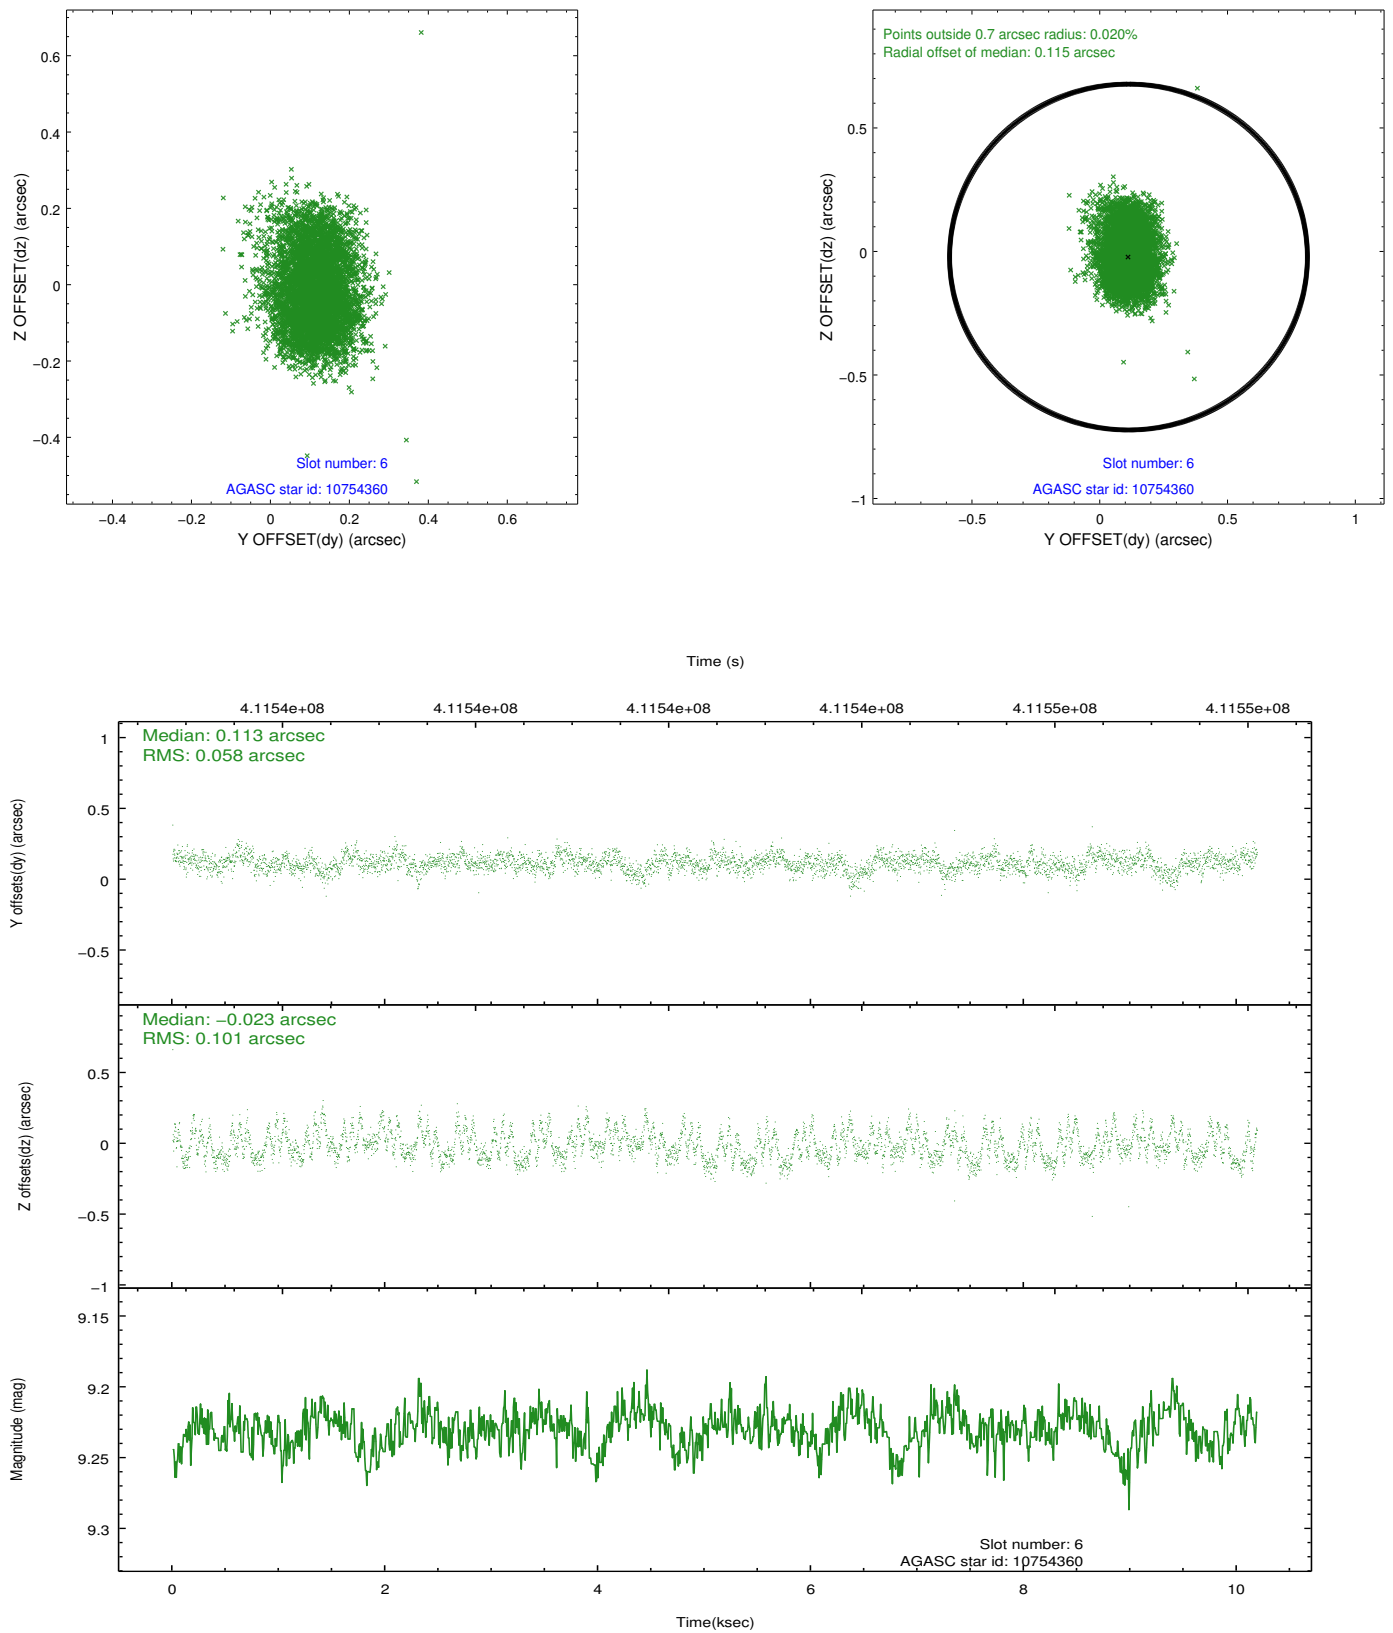 0.6
0.4
0.2
0
−0.2
−0.4
Z OFFSET(dz) (arcsec)
Slot number: 6
AGASC star id: 10754360
−0.4 −0.2 0 0.2 0.4 0.6
Y OFFSET(dy) (arcsec)
Points outside 0.7 arcsec radius: 0.020%
Radial offset of median: 0.115 arcsec
0.5
0
−0.5
−1
Z OFFSET(dz) (arcsec)
Slot number: 6
AGASC star id: 10754360
−0.5 0 0.5 1
Y OFFSET(dy) (arcsec)
Time (s)
4.1154e+08 4.1154e+08 4.1154e+08 4.1154e+08 4.1155e+08 4.1155e+08
Median: 0.113 arcsec
RMS: 0.058 arcsec
1
0.5
0
−0.5
Y offsets(dy) (arcsec)
Median: −0.023 arcsec
RMS: 0.101 arcsec
0.5
0
−0.5
−1
Z offsets(dz) (arcsec)
9.15
9.2
9.25
9.3
Magnitude (mag)
Slot number: 6
AGASC star id: 10754360
0 2 4 6 8 10
Time(ksec)